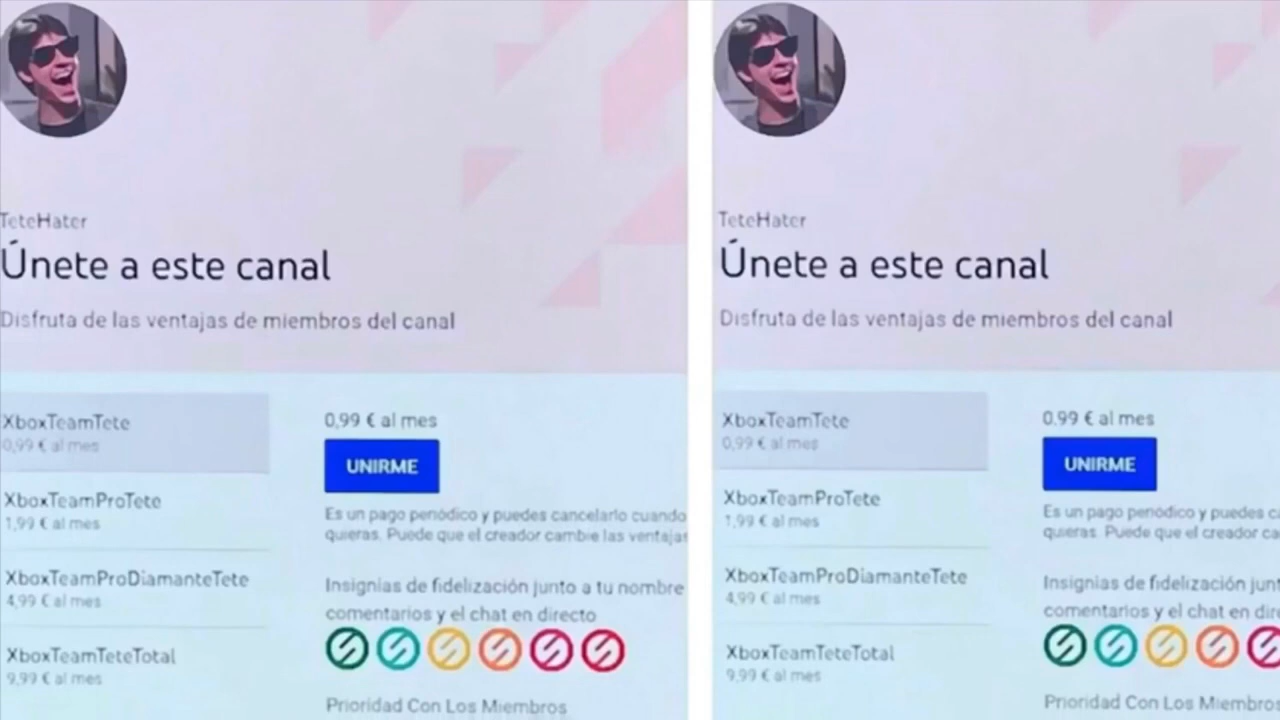 TeteHater
Únete a este canal
Disfruta de las ventajas de miembros del canal
XboxTeamTete
0,99 € al mes
XboxTeamProTete
1,99 € al mes
XboxTeamProDiamanteTete
4,99 € al mes
XboxTeamTeteTotal
9,99 € al mes
0,99 € al mes
UNIRME
Es un pago periódico y puedes cancelarlo cuando
quieras. Puede que el creador cambie las ventajas
Insignias de fidelización junto a tu nombre
comentarios y el chat en directo
Prioridad Con Los Miembros
TeteHater
Únete a este canal
Disfruta de las ventajas de miembros del canal
XboxTeamTete
0,99 € al mes
XboxTeamProTete
1,99 € al mes
XboxTeamProDiamanteTete
4,99 € al mes
XboxTeamTeteTotal
9,99 € al mes
0.99 € al mes
UNIRME
Es un pago periódico y puedes
quieras. Puede que el creador
Insignias de fidelización
comentarios y el chat en
Prioridad Con Los Miembros